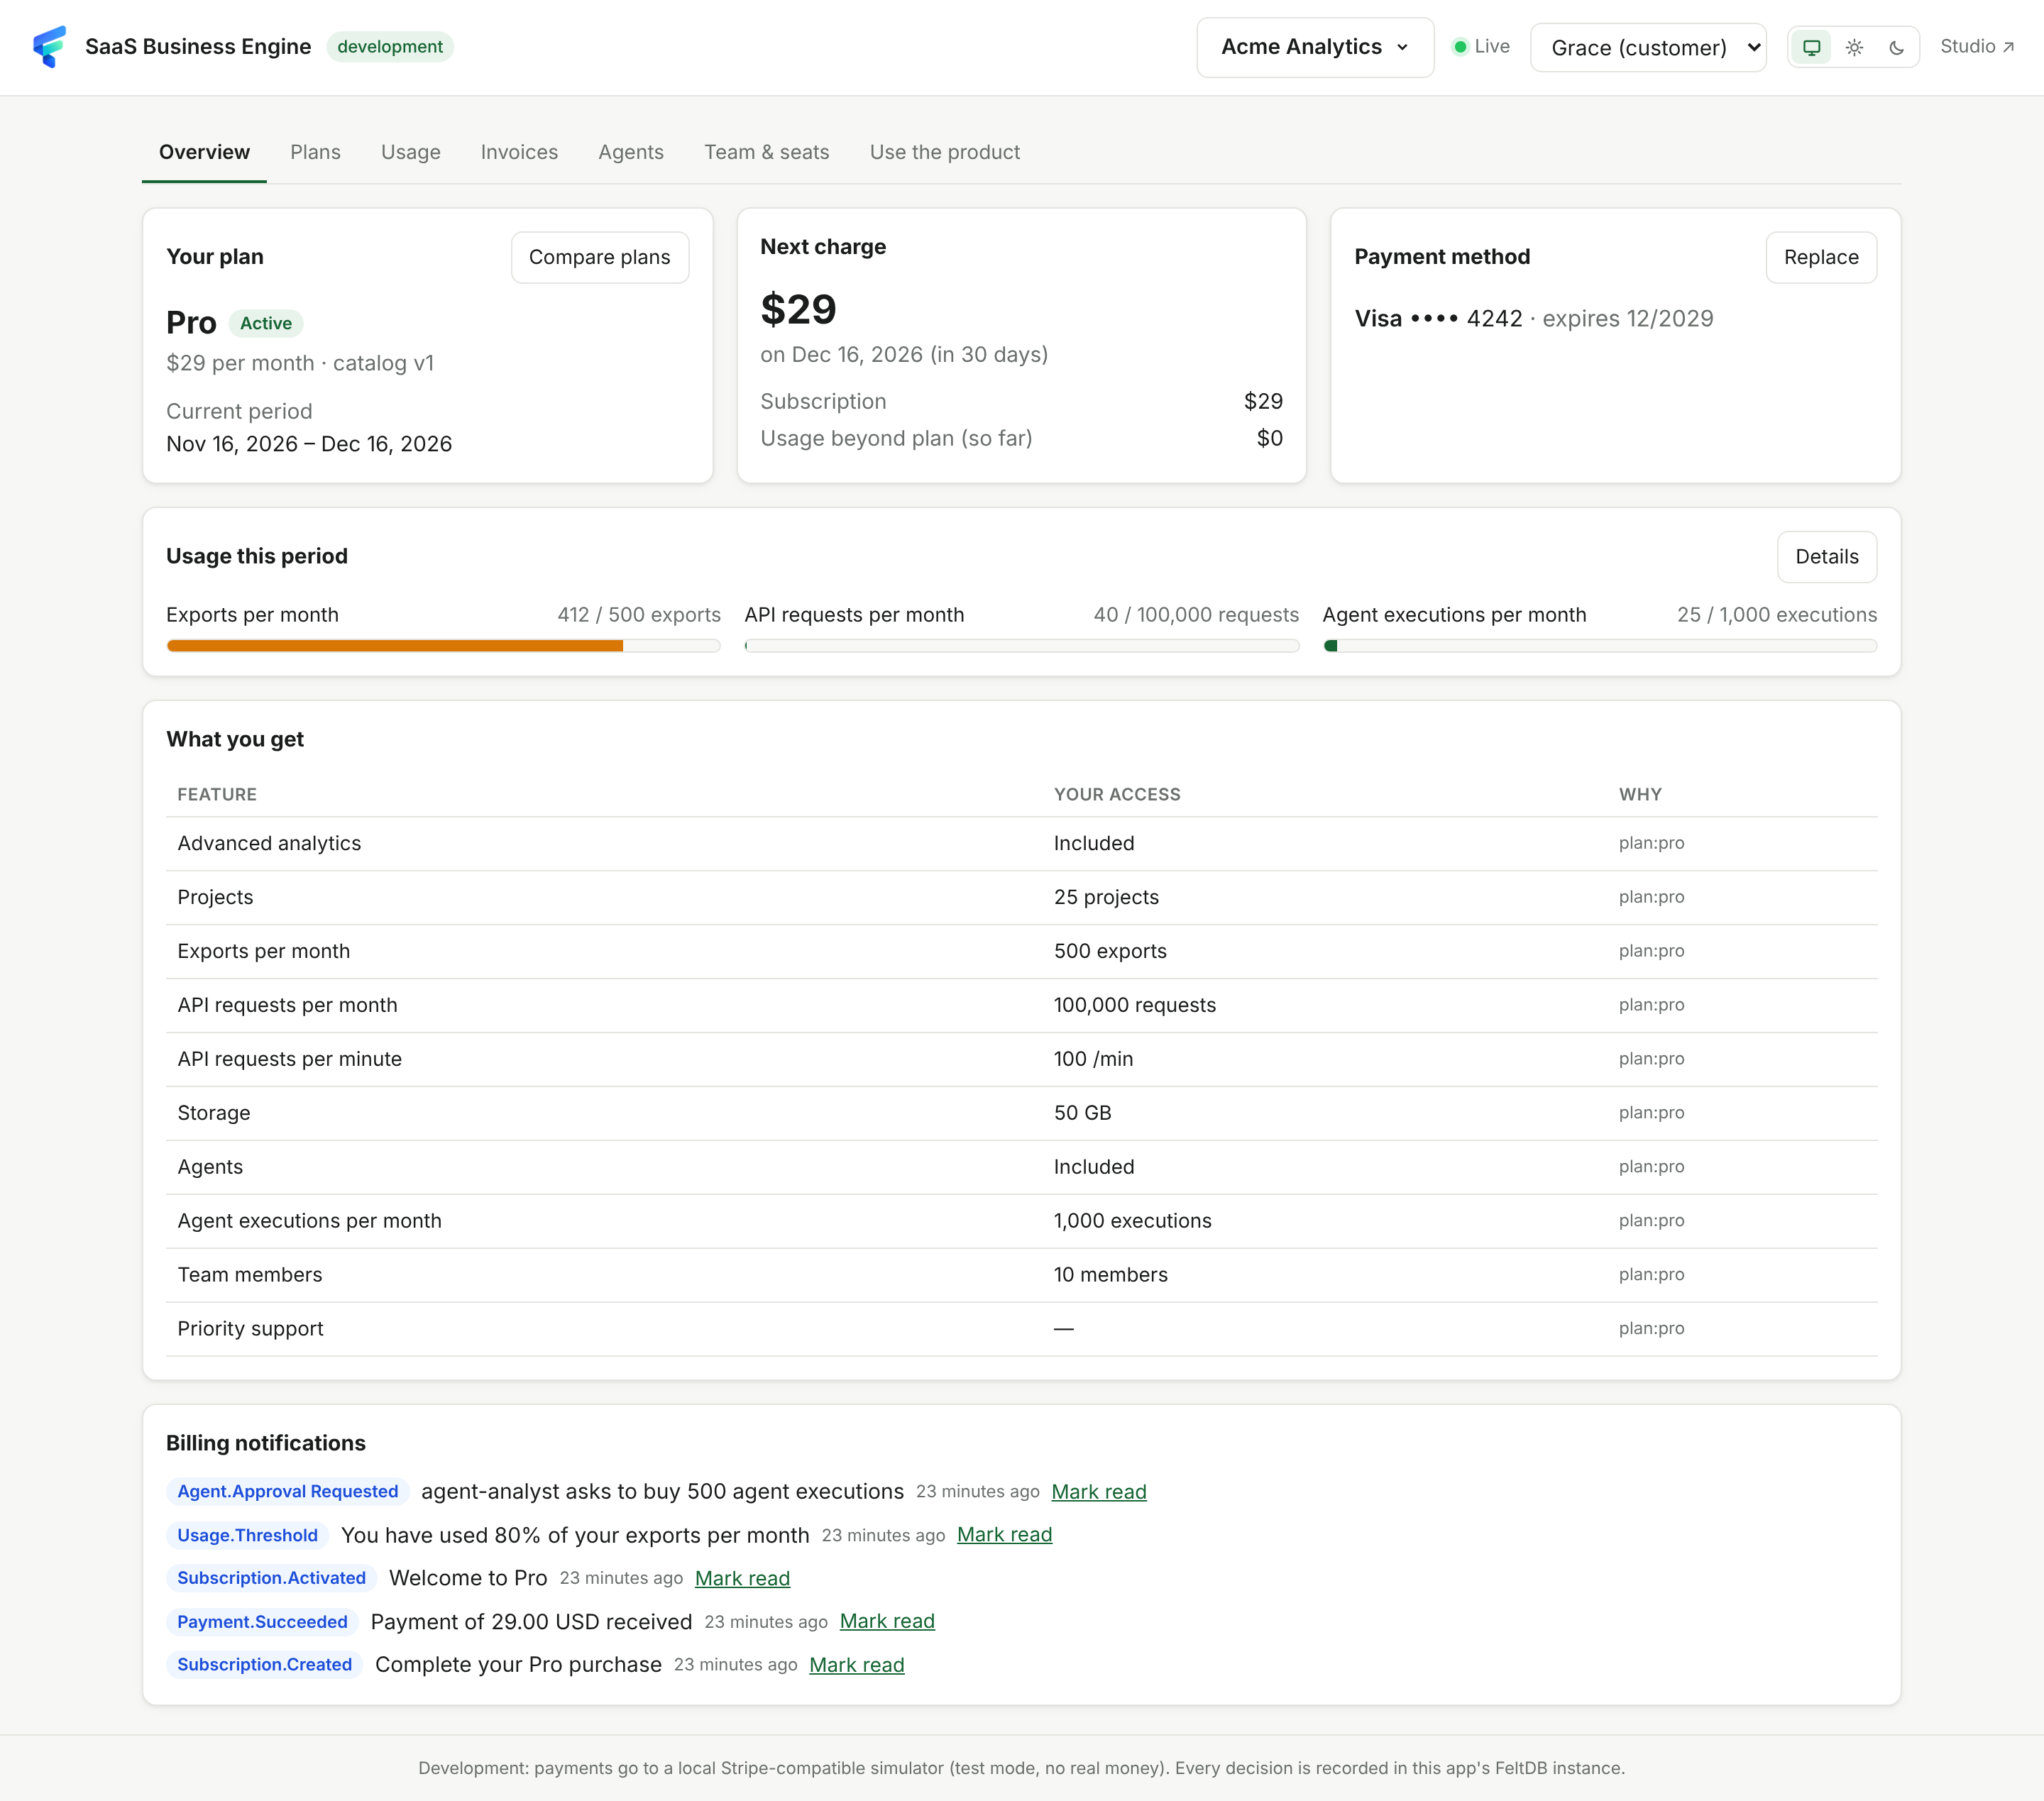 SaaS Business Engine development Acme Analytics Live Grace (customer) Studio ↗
Overview Plans Usage Invoices Agents Team & seats Use the product
Your plan Compare plans
Pro Active
$29 per month · catalog v1
Current period
Nov 16, 2026 – Dec 16, 2026
Next charge
$29
on Dec 16, 2026 (in 30 days)
Subscription $29
Usage beyond plan (so far) $0
Payment method Replace
Visa •••• 4242 · expires 12/2029
Usage this period Details
Exports per month 412 / 500 exports
API requests per month 40 / 100,000 requests
Agent executions per month 25 / 1,000 executions
What you get
FEATURE YOUR ACCESS WHY
Advanced analytics Included plan:pro
Projects 25 projects plan:pro
Exports per month 500 exports plan:pro
API requests per month 100,000 requests plan:pro
API requests per minute 100 /min plan:pro
Storage 50 GB plan:pro
Agents Included plan:pro
Agent executions per month 1,000 executions plan:pro
Team members 10 members plan:pro
Priority support — plan:pro
Billing notifications
Agent.Approval Requested agent-analyst asks to buy 500 agent executions 23 minutes ago Mark read
Usage.Threshold You have used 80% of your exports per month 23 minutes ago Mark read
Subscription.Activated Welcome to Pro 23 minutes ago Mark read
Payment.Succeeded Payment of 29.00 USD received 23 minutes ago Mark read
Subscription.Created Complete your Pro purchase 23 minutes ago Mark read
Development: payments go to a local Stripe-compatible simulator (test mode, no real money). Every decision is recorded in this app's FeltDB instance.